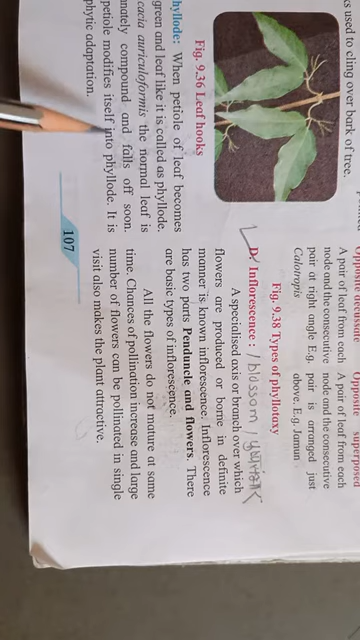 s used to cling over bark of tree.
Fig. 9.36 Leaf hooks
hyllode: When petiole of leaf becomes
green and leaf like it is called as phyllode.
cacia auriculoformis the normal leaf is
nately compound and falls off soon.
petiole modifies itself into phyllode. It is
phytic adaptation.
107
Opposite decussate
A pair of leaf from each
node and the consecutive
pair at right angle E.g.
Calotropis
Opposite superposed
A pair of leaf from each
node and the consecutive
pair is arranged just
above. E.g. Jamun
Fig. 9.38 Types of phyllotaxy
D. Inflorescence : / blossom /
A specialised axis or branch over which
flowers are produced or borne in definite
manner is known inflorescence. Inflorescence
has two parts Penduncle and flowers. There
are basic types of inflorescence.
All the flowers do not mature at same
time. Chances of pollination increase and large
number of flowers can be pollinated in single
visit also makes the plant attractive.